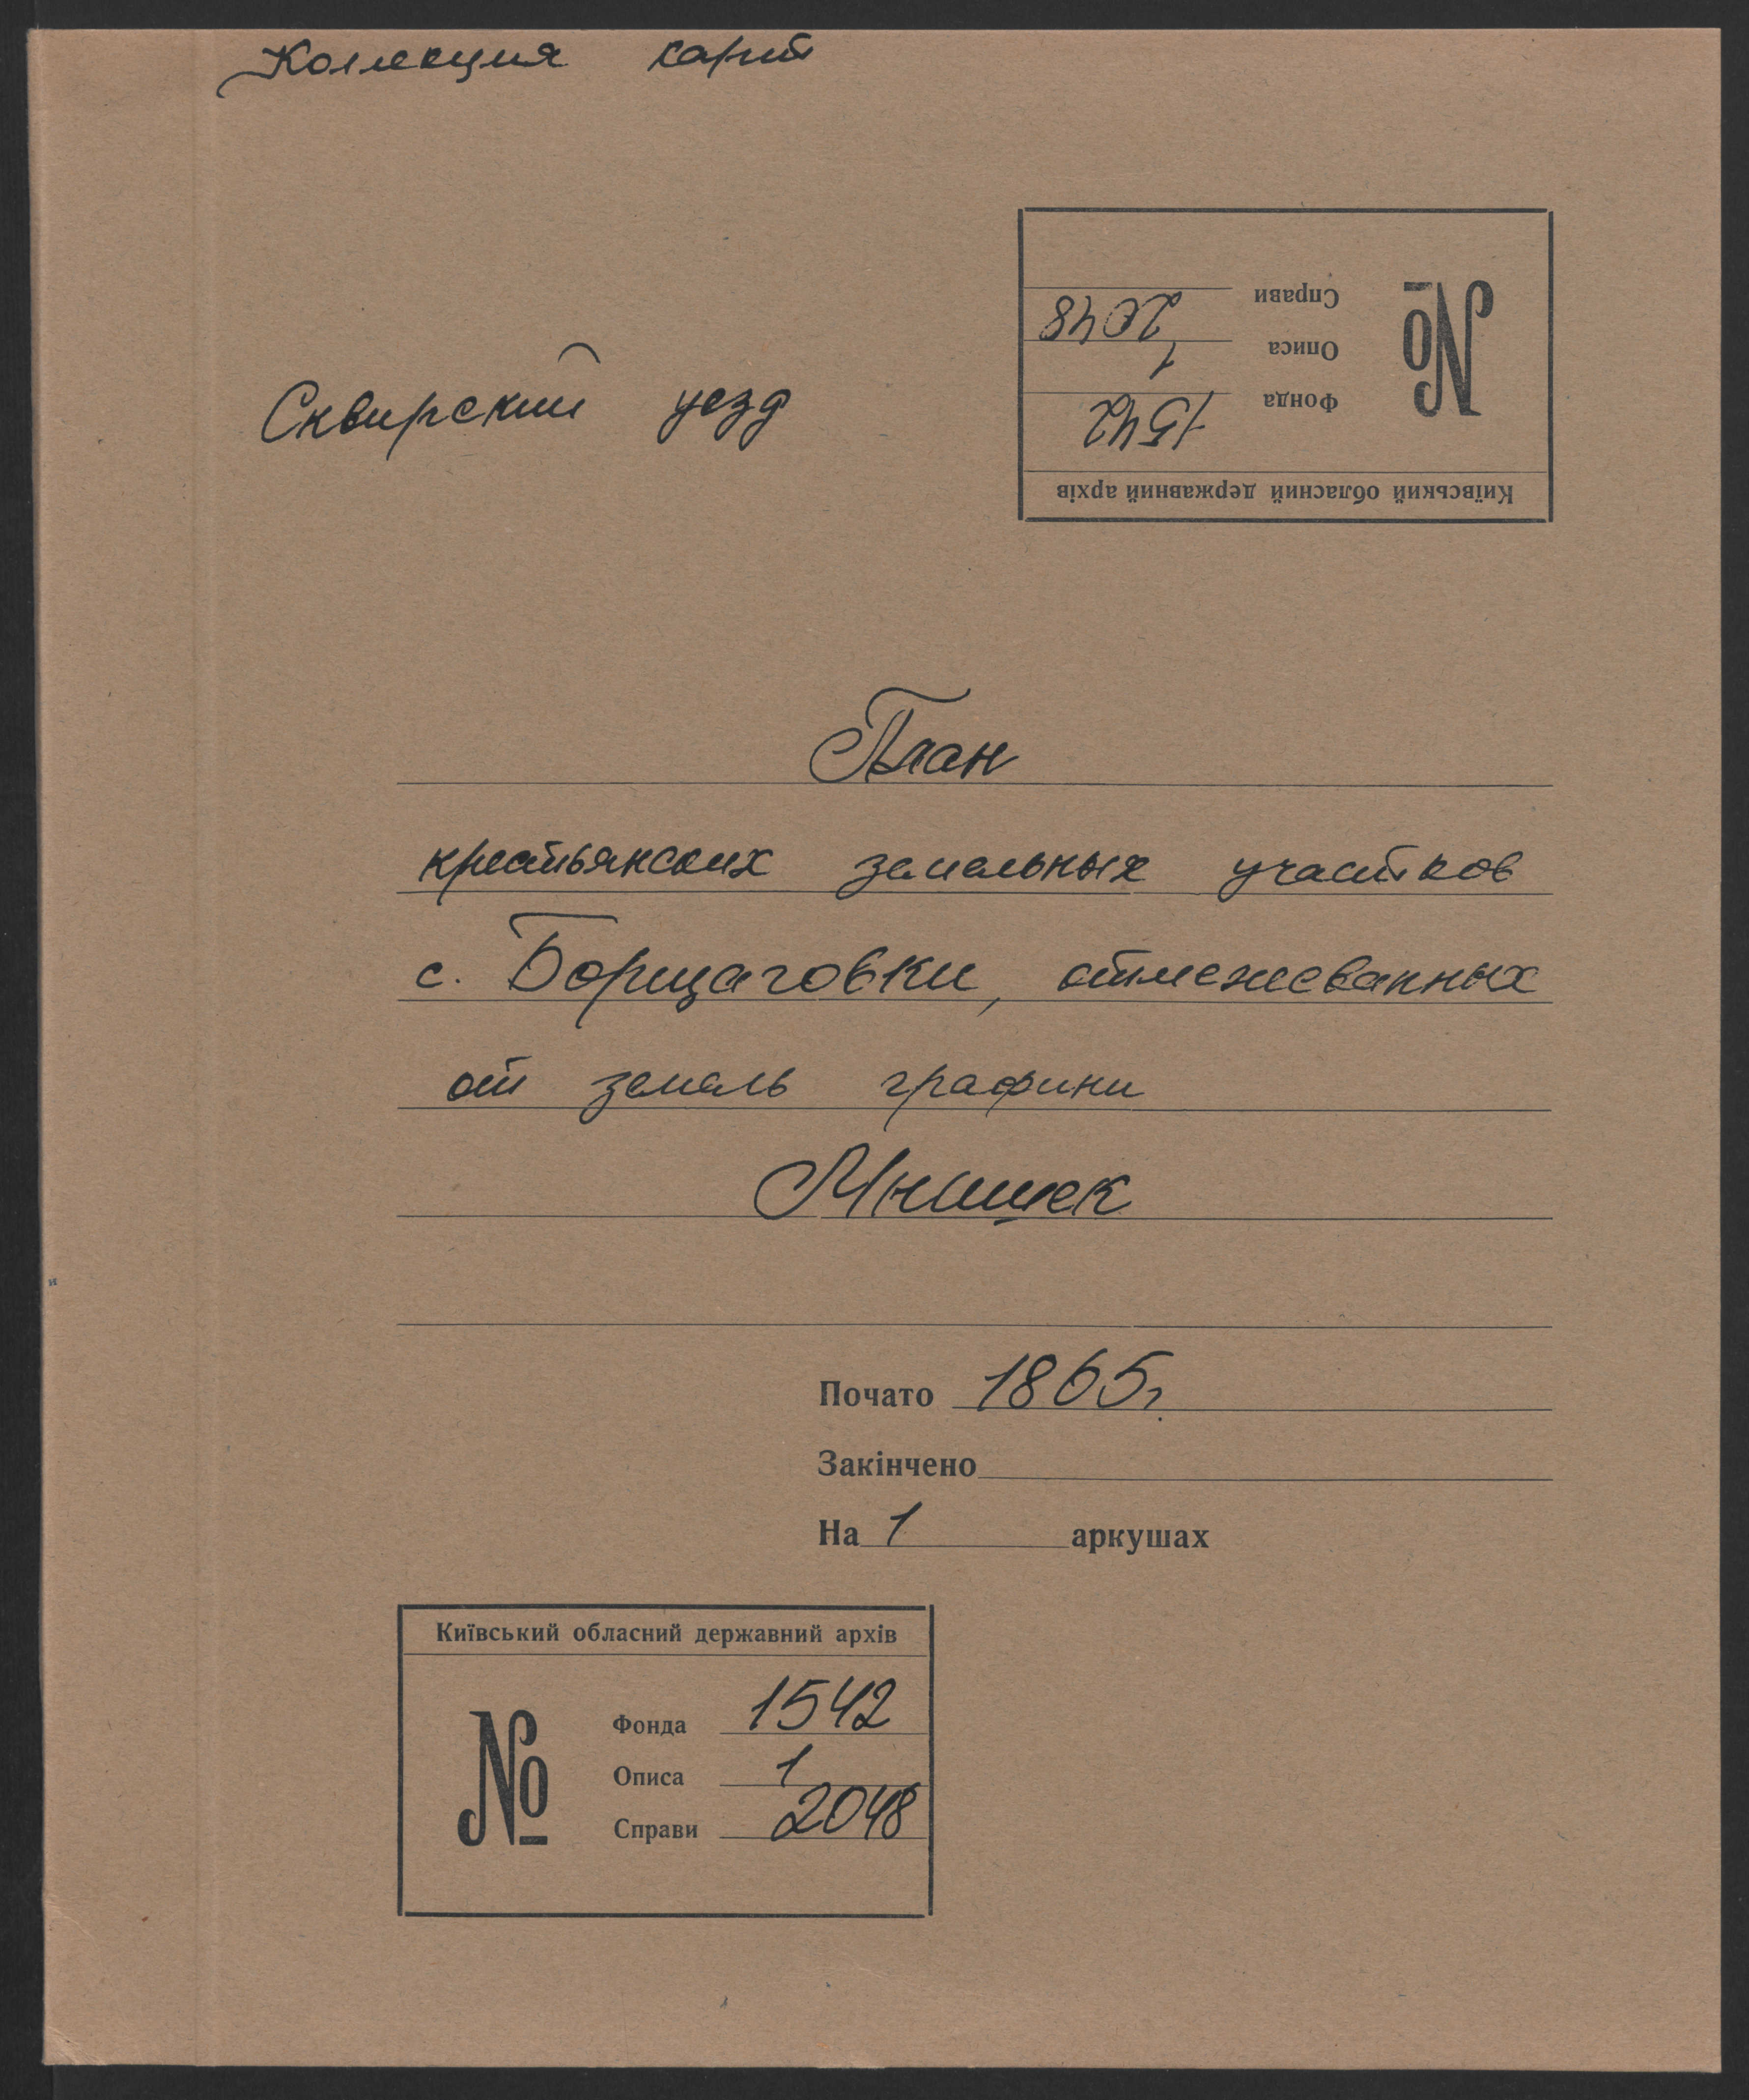 Коллекция карт
Киïвський обласний державний архів
№
Фонда 1542
Описа 1
Справи 2048
Сквирский уезд
План
крестьянских земельных участков
с. Борщаговки, отмежеванных
от земель графини
Мнишек
Почато 1865г.
Закінчено
На 1 аркушах
Київський обласний державний архів
№
Фонда 1542
Описа 1
Справи 2048